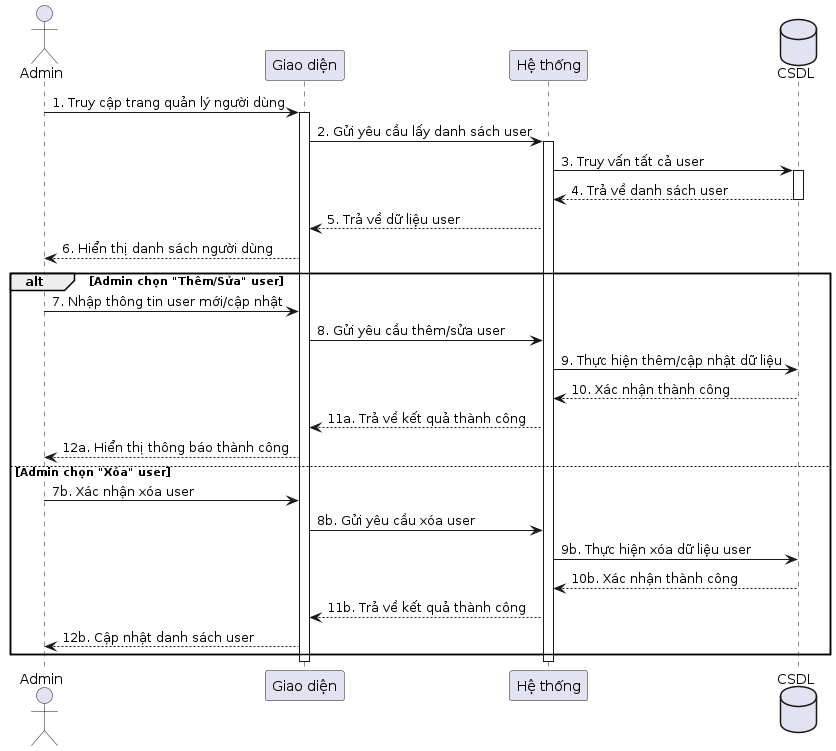 Admin
Giao diện
Hệ thống
CSDL
1. Truy cập trang quản lý người dùng
2. Gửi yêu cầu lấy danh sách user
3. Truy vấn tất cả user
4. Trả về danh sách user
5. Trả về dữ liệu user
6. Hiển thị danh sách người dùng
alt [Admin chọn "Thêm/Sửa" user]
7. Nhập thông tin user mới/cập nhật
8. Gửi yêu cầu thêm/sửa user
9. Thực hiện thêm/cập nhật dữ liệu
10. Xác nhận thành công
11a. Trả về kết quả thành công
12a. Hiển thị thông báo thành công
[Admin chọn "Xóa" user]
7b. Xác nhận xóa user
8b. Gửi yêu cầu xóa user
9b. Thực hiện xóa dữ liệu user
10b. Xác nhận thành công
11b. Trả về kết quả thành công
12b. Cập nhật danh sách user
Admin
Giao diện
Hệ thống
CSDL